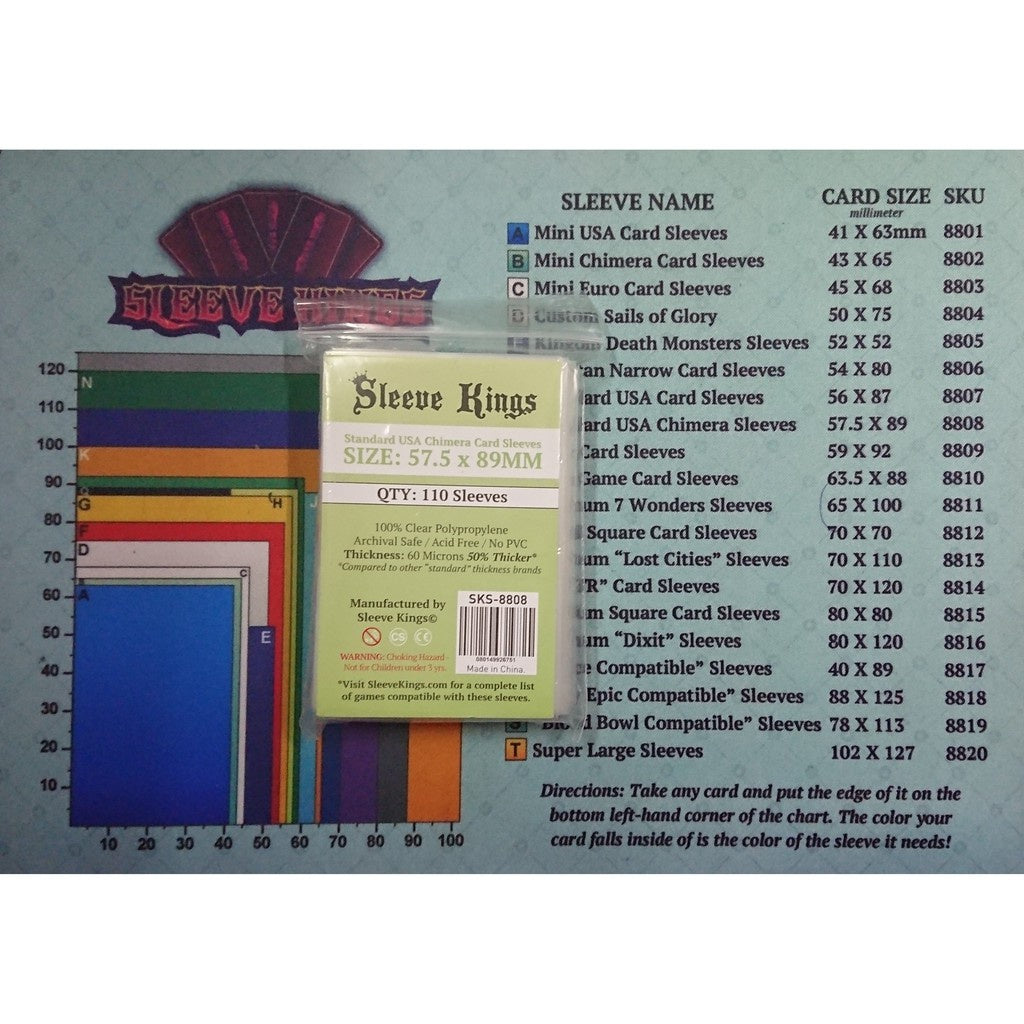 SLEEVE KINGS
SLEEVE NAME CARD SIZE SKU
millimeter
A Mini USA Card Sleeves 41 X 63mm 8801
B Mini Chimera Card Sleeves 43 X 65 8802
C Mini Euro Card Sleeves 45 X 68 8803
D Custom Sails of Glory 50 X 75 8804
E Kingdom Death Monsters Sleeves 52 X 52 8805
tan Narrow Card Sleeves 54 X 80 8806
ard USA Card Sleeves 56 X 87 8807
ard USA Chimera Sleeves 57.5 X 89 8808
Card Sleeves 59 X 92 8809
Game Card Sleeves 63.5 X 88 8810
um 7 Wonders Sleeves 65 X 100 8811
Square Card Sleeves 70 X 70 8812
um “Lost Cities” Sleeves 70 X 110 8813
R” Card Sleeves 70 X 120 8814
um Square Card Sleeves 80 X 80 8815
um “Dixit” Sleeves 80 X 120 8816
e Compatible” Sleeves 40 X 89 8817
Epic Compatible” Sleeves 88 X 125 8818
S “Blood Bowl Compatible” Sleeves 78 X 113 8819
T Super Large Sleeves 102 X 127 8820
Directions: Take any card and put the edge of it on the
bottom left-hand corner of the chart. The color your
card falls inside of is the color of the sleeve it needs!
120
N
110
100
K
90
G
H
80
F
D
70
C
60
A
50
E
40
30
20
10
10 20 30 40 50 60 70 80 90 100
Sleeve Kings
Standard USA Chimera Card Sleeves
SIZE: 57.5 x 89MM
QTY: 110 Sleeves
100% Clear Polypropylene
Archival Safe / Acid Free / No PVC
Thickness: 60 Microns 50% Thicker*
*Compared to other "standard" thickness brands
Manufactured by
Sleeve Kings©
CS CE
WARNING: Choking Hazard -
Not for Children under 3 yrs.
SKS-8808
Made in China.
*Visit SleeveKings.com for a complete list
of games compatible with these sleeves.